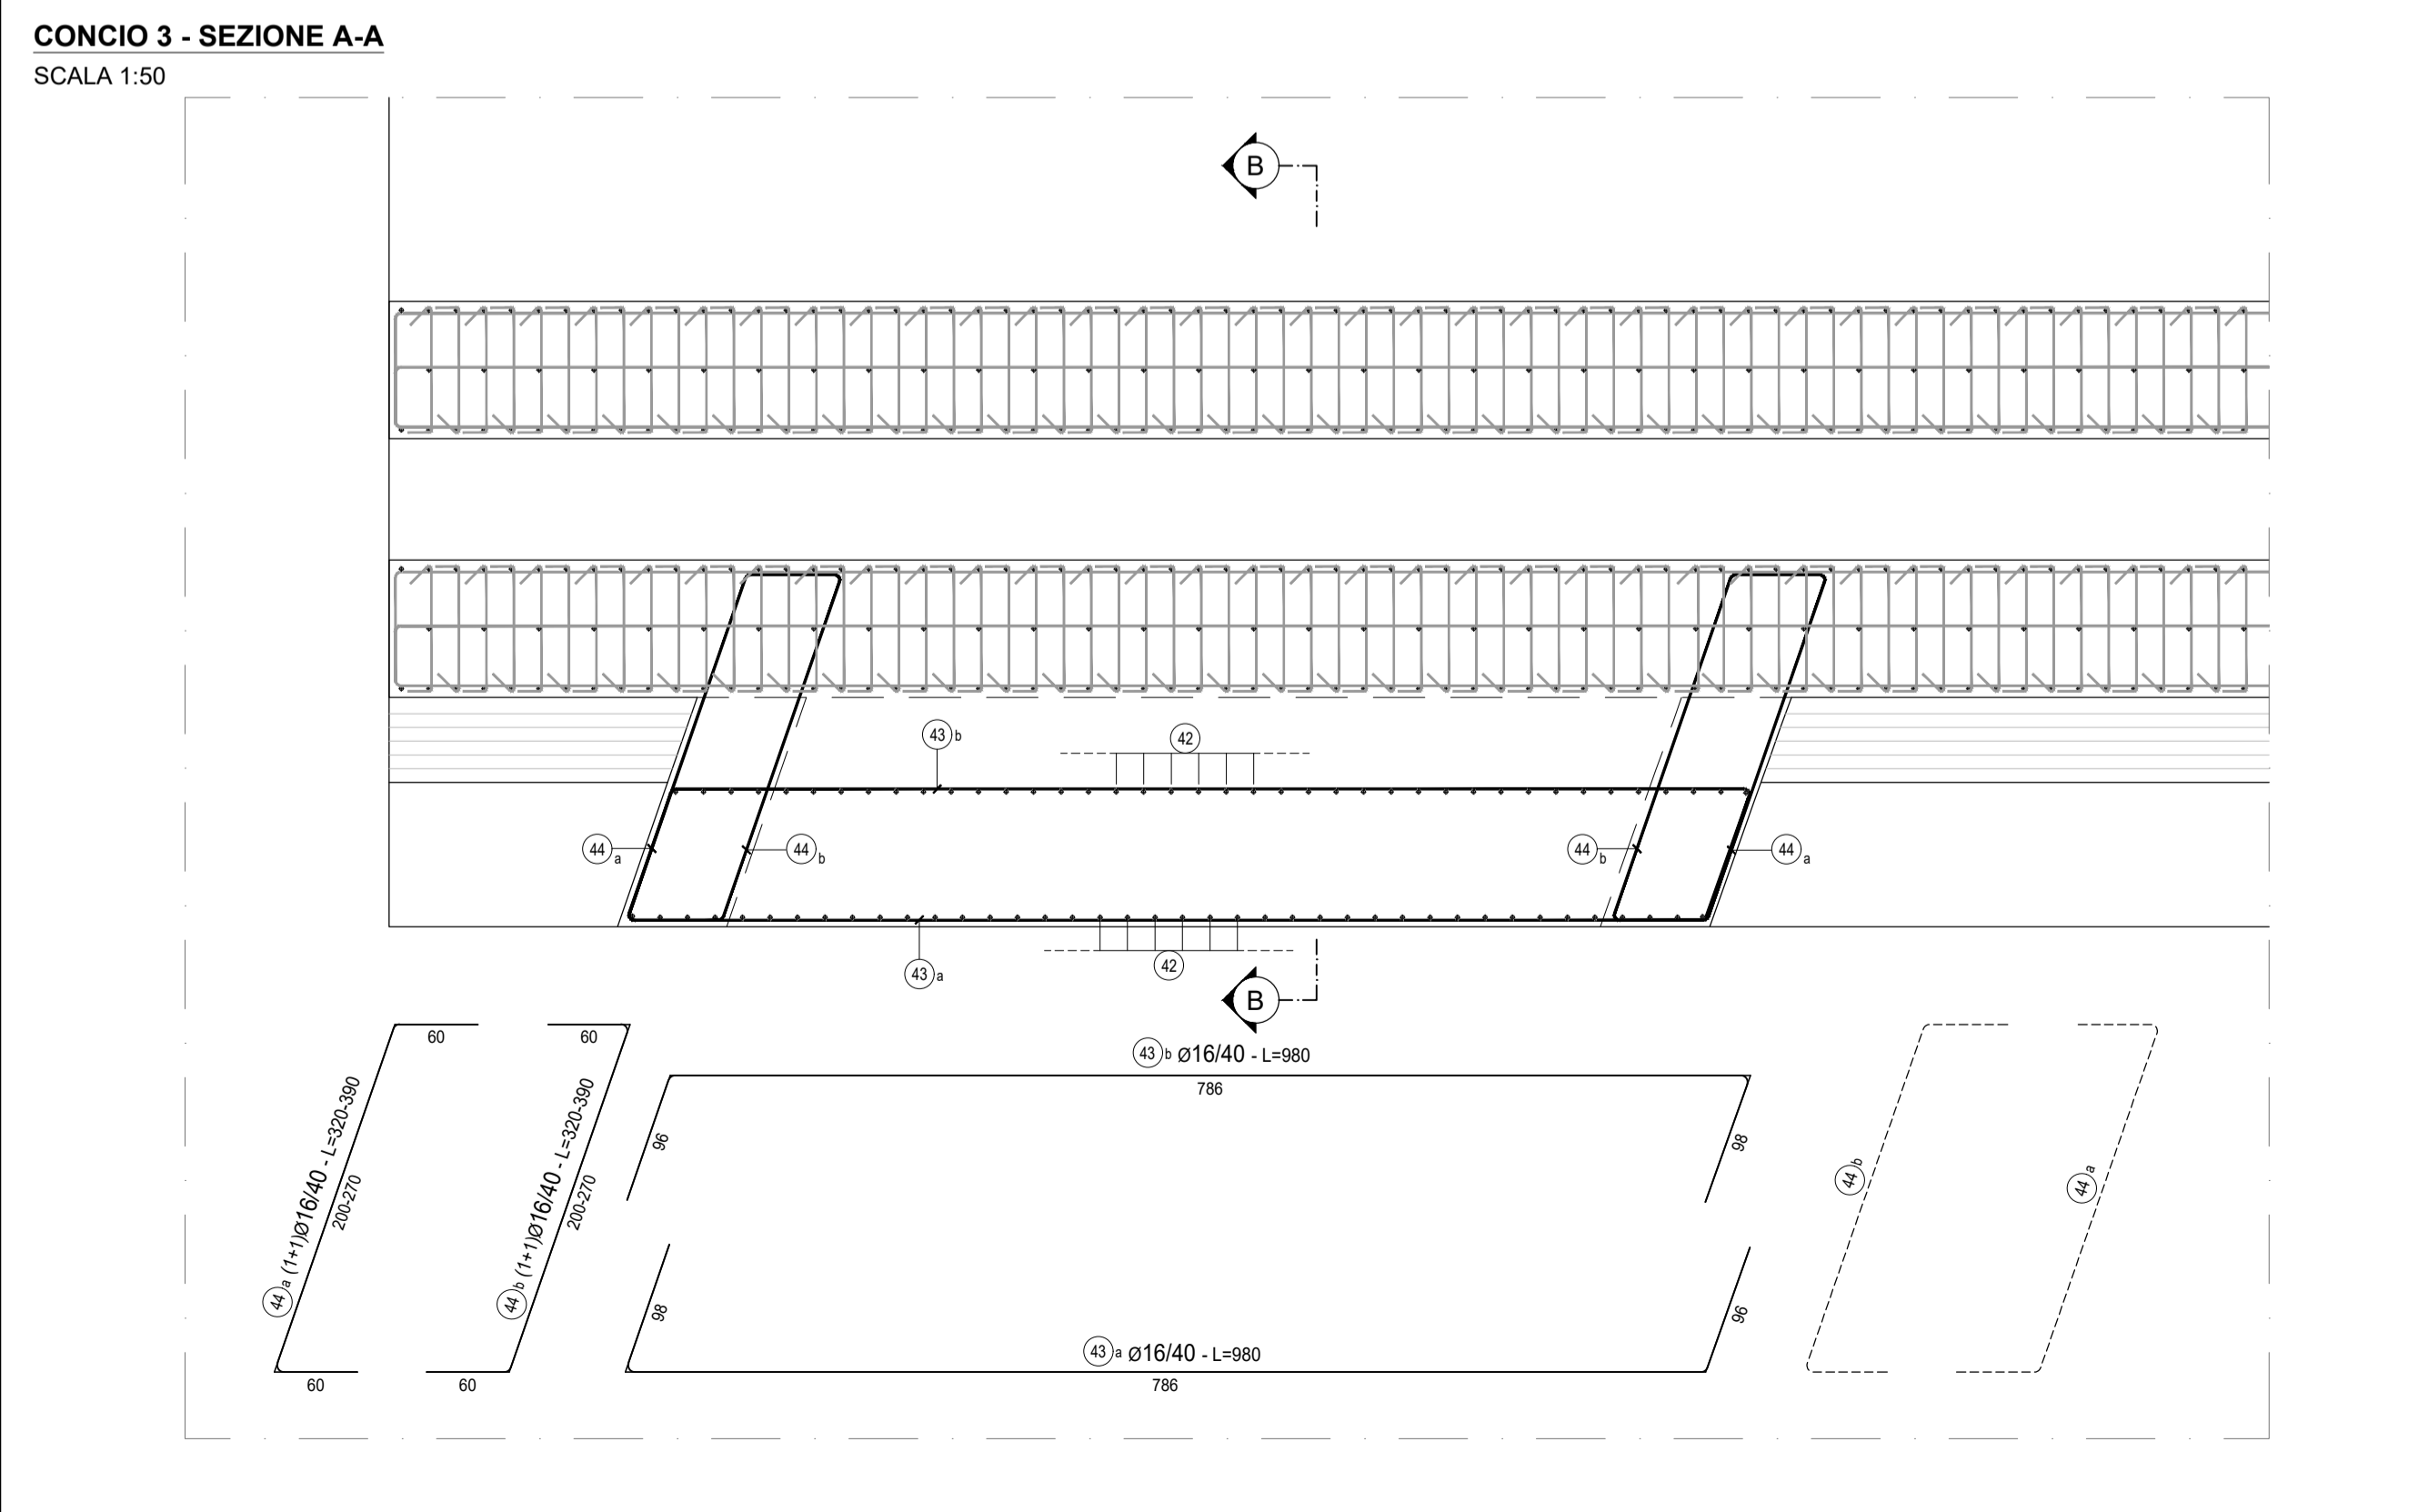 CONCIO 3 - SEZIONE A-A
SCALA 1:50
B
43 b
42
44 a
44 b
44 b
44 a
43 a
42
B
60
60
43 b Ø16/40 - L=980
786
44 a (1+1)Ø16/40 - L=320-390
200-270
44 b (1+1)Ø16/40 - L=320-390
200-270
96
98
44 b
44 a
98
96
43 a Ø16/40 - L=980
60
60
786